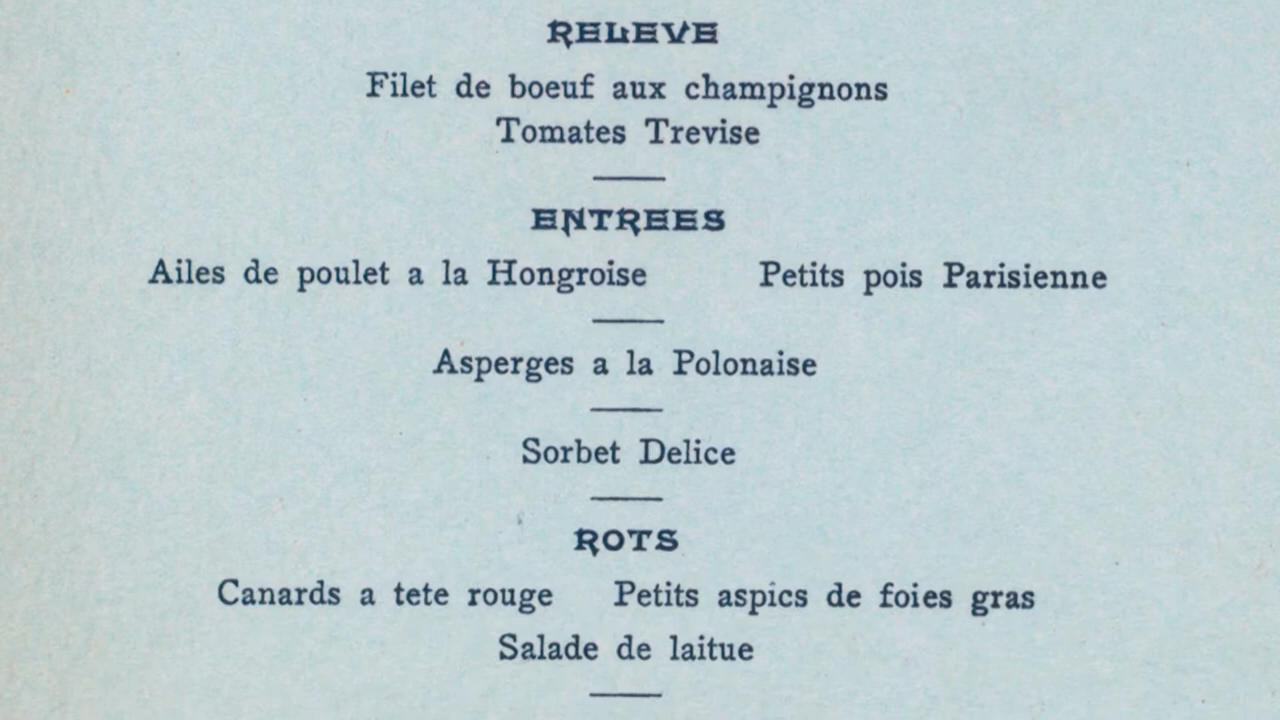 RELEVE
Filet de boeuf aux champignons
Tomates Trevise
ENTREES
Ailes de poulet a la Hongroise Petits pois Parisienne
Asperges a la Polonaise
Sorbet Delice
ROTS
Canards a tete rouge Petits aspics de foies gras
Salade de laitue